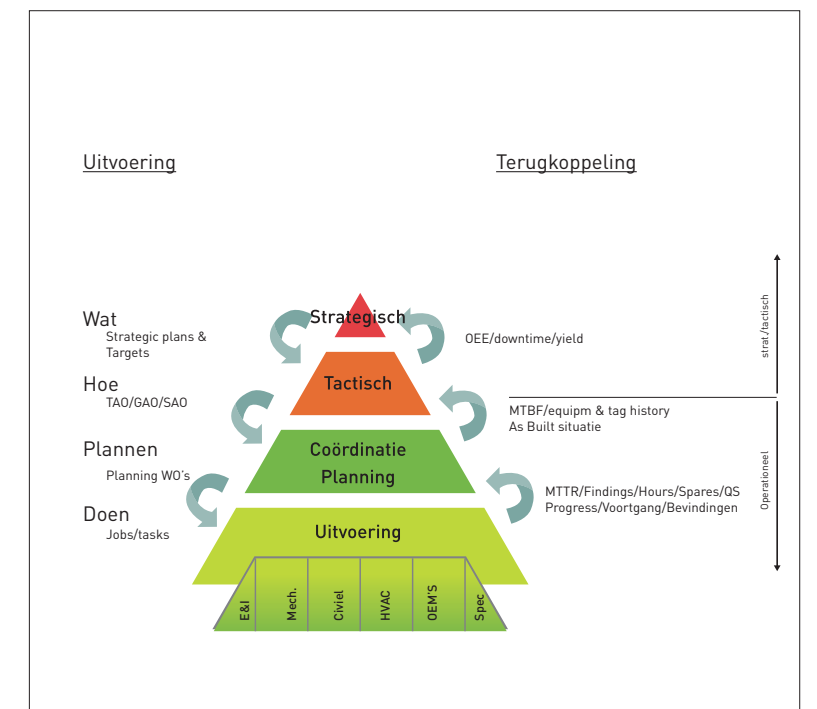 Uitvoering
Terugkoppeling
Wat
Strategic plans &
Targets
Strategisch
OEE/downtime/yield
strat./tactisch
Hoe
TAO/GAO/SAO
Tactisch
MTBF/equipm & tag history
As Built situatie
Plannen
Planning WO's
Coördinatie
Planning
MTTR/Findings/Hours/Spares/QS
Progress/Voortgang/Bevindingen
Operationeel
Doen
Jobs/tasks
Uitvoering
E&I
Mech.
Civiel
HVAC
OEM'S
Spec